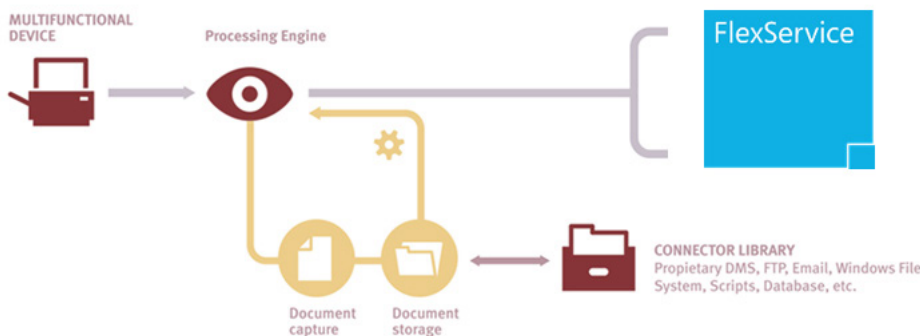 MULTIFUNCTIONAL
DEVICE
Processing Engine
FlexService
CONNECTOR LIBRARY
Propietary DMS, FTP, Email, Windows File
System, Scripts, Database, etc.
Document
capture
Document
storage